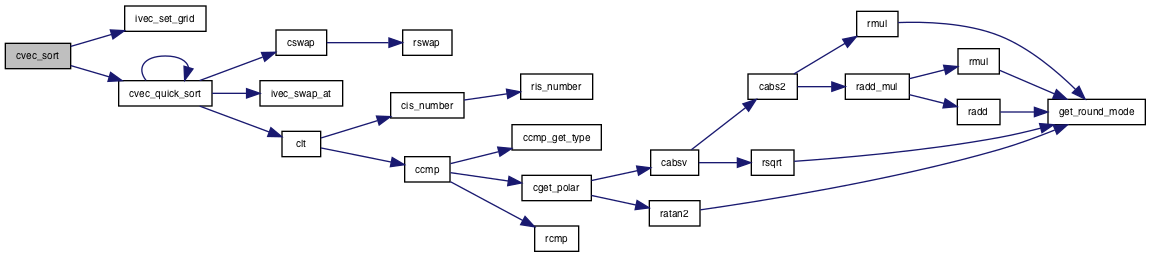 cvec_sort
ivec_set_grid
cvec_quick_sort
cswap
rswap
ivec_swap_at
clt
cis_number
ris_number
ccmp
ccmp_get_type
cget_polar
rcmp
cabsv
ratan2
cabs2
rsqrt
rmul
radd_mul
rmul
radd
get_round_mode